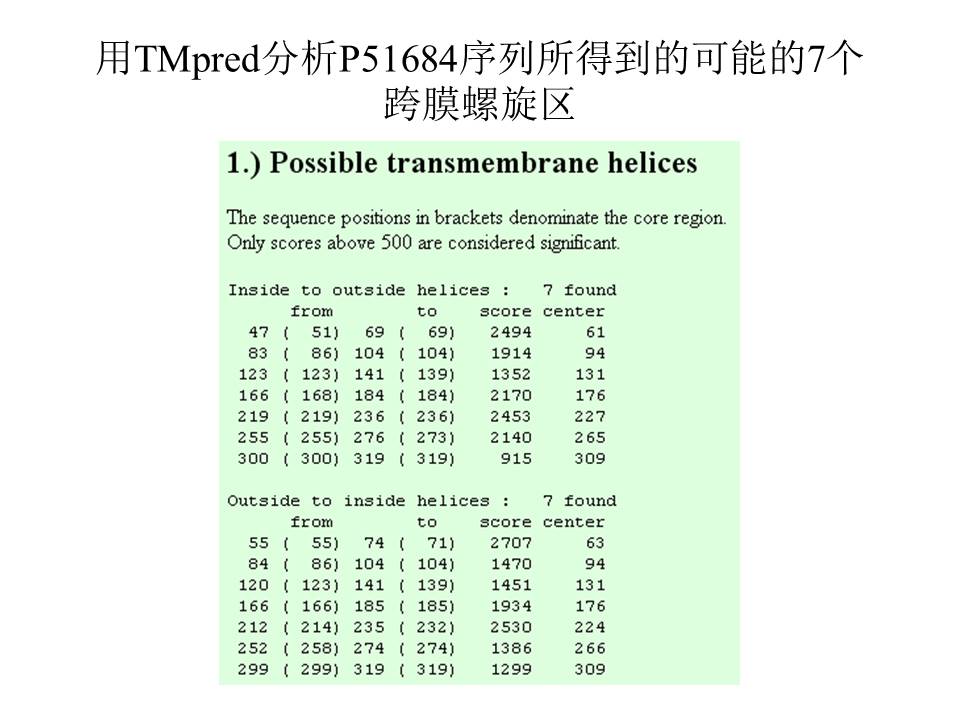 用TMpred分析P51684序列所得到的可能的7个
跨膜螺旋区
1.) Possible transmembrane helices
The sequence positions in brackets denominate the core region.
Only scores above 500 are considered significant.
Inside to outside helices :   7 found
      from        to    score center
  47 (  51)  69 (  69)   2494     61
  83 (  86) 104 ( 104)   1914     94
 123 ( 123) 141 ( 139)   1352    131
 166 ( 168) 184 ( 184)   2170    176
 219 ( 219) 236 ( 236)   2453    227
 255 ( 255) 276 ( 273)   2140    265
 300 ( 300) 319 ( 319)    915    309
Outside to inside helices :   7 found
      from        to    score center
  55 (  55)  74 (  71)   2707     63
  84 (  86) 104 ( 104)   1470     94
 120 ( 123) 141 ( 139)   1451    131
 166 ( 166) 185 ( 185)   1934    176
 212 ( 214) 235 ( 232)   2530    224
 252 ( 258) 274 ( 274)   1386    266
 299 ( 299) 319 ( 319)   1299    309